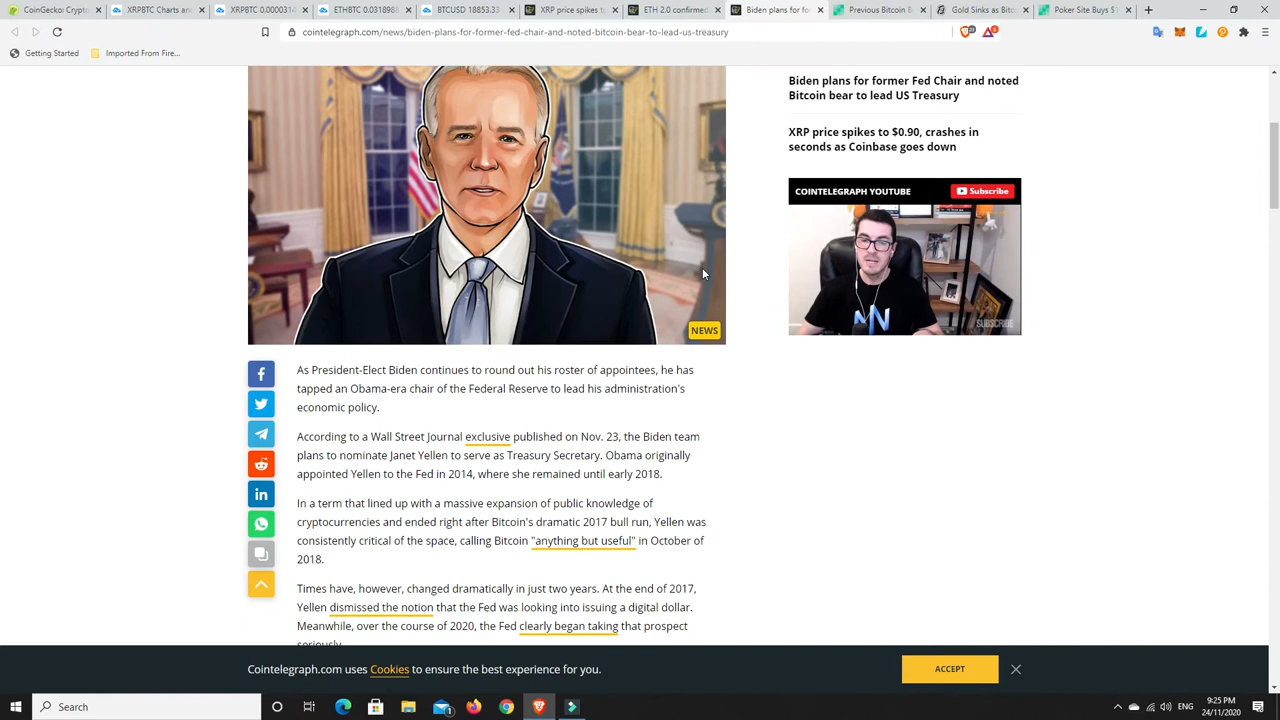 CoinGecko: Crypto
XRPBTC Charts an
XRPBTC 0.0000314
ETHBTC 0.0318988
BTCUSD 18853.33
XRP price spikes t
ETH 2.0 confirmed
Biden plans for fo
Previous Bitcoin B
Gold Sinks as Bitc
Poker Site Buys $1
cointelegraph.com/news/biden-plans-for-former-fed-chair-and-noted-bitcoin-bear-to-lead-us-treasury
Getting Started
Imported From Fire...
Biden plans for former Fed Chair and noted
Bitcoin bear to lead US Treasury
XRP price spikes to $0.90, crashes in
seconds as Coinbase goes down
COINTELEGRAPH YOUTUBE
Subscribe
SUBSCRIBE
NEWS
As President-Elect Biden continues to round out his roster of appointees, he has
tapped an Obama-era chair of the Federal Reserve to lead his administration's
economic policy.
According to a Wall Street Journal exclusive published on Nov. 23, the Biden team
plans to nominate Janet Yellen to serve as Treasury Secretary. Obama originally
appointed Yellen to the Fed in 2014, where she remained until early 2018.
In a term that lined up with a massive expansion of public knowledge of
cryptocurrencies and ended right after Bitcoin's dramatic 2017 bull run, Yellen was
consistently critical of the space, calling Bitcoin "anything but useful" in October of
2018.
Times have, however, changed dramatically in just two years. At the end of 2017,
Yellen dismissed the notion that the Fed was looking into issuing a digital dollar.
Meanwhile, over the course of 2020, the Fed clearly began taking that prospect
seriously.
Cointelegraph.com uses Cookies to ensure the best experience for you.
ACCEPT
Search
ENG
9:25 PM
24/11/2020